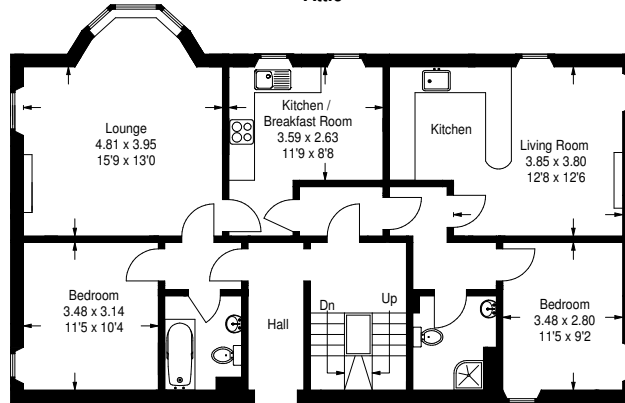 Lounge
4.81 x 3.95
15'9 x 13'0
Kitchen /
Breakfast Room
3.59 x 2.63
11'9 x 8'8
Kitchen
Living Room
3.85 x 3.80
12'8 x 12'6
Bedroom
3.48 x 3.14
11'5 x 10'4
Hall
Dn
Up
Bedroom
3.48 x 2.80
11'5 x 9'2